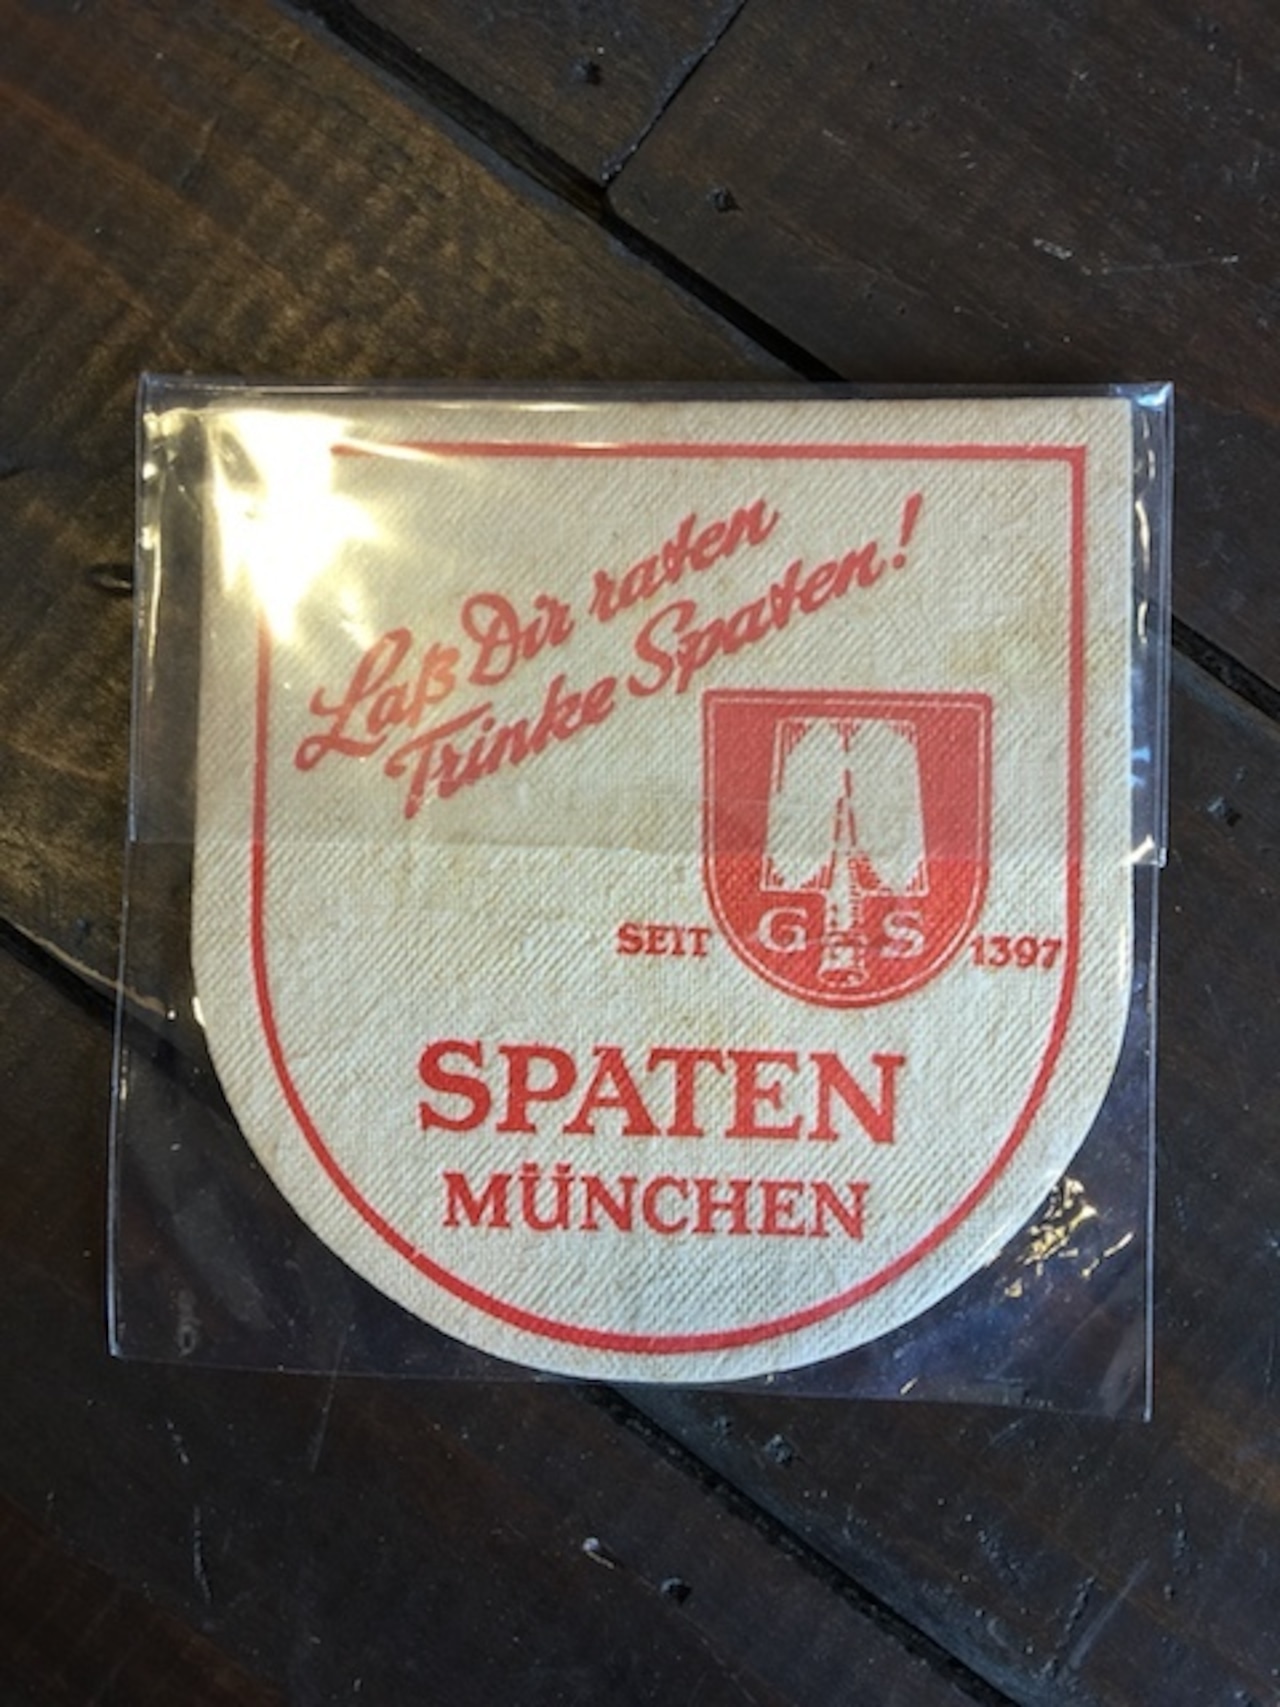 Laß Dir raten
Trinke Spaten!
G S
SEIT 1397
SPATEN
MÜNCHEN